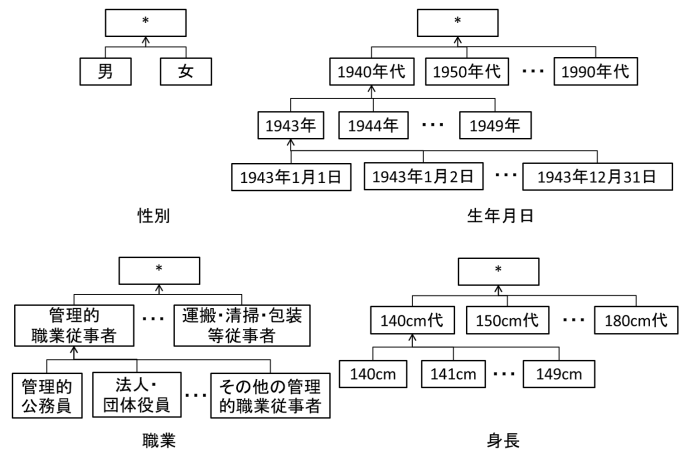 *
男
女
性別
*
1940年代
1950年代
･･･
1990年代
1943年
1944年
･･･
1949年
1943年1月1日
1943年1月2日
･･･
1943年12月31日
生年月日
*
管理的
職業従事者
･･･
運搬・清掃・包装
等従事者
管理的
公務員
法人・
団体役員
･･･
その他の管理
的職業従事者
職業
*
140cm代
150cm代
･･･
180cm代
140cm
141cm
･･･
149cm
身長